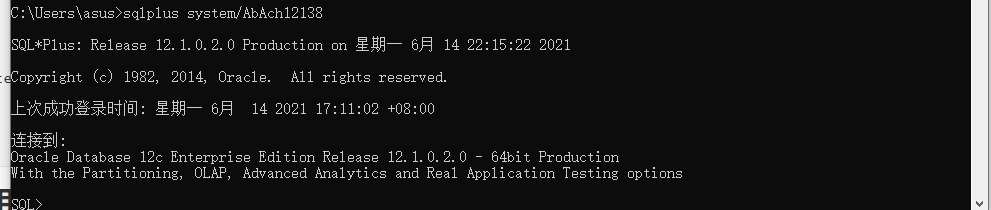 C:\Users\asus>sqlplus system/AbAch12138
SQL*Plus: Release 12.1.0.2.0 Production on 星期一 6月 14 22:15:22 2021
Copyright (c) 1982, 2014, Oracle.  All rights reserved.
上次成功登录时间: 星期一 6月  14 2021 17:11:02 +08:00
连接到:
Oracle Database 12c Enterprise Edition Release 12.1.0.2.0 - 64bit Production
With the Partitioning, OLAP, Advanced Analytics and Real Application Testing options
SQL>